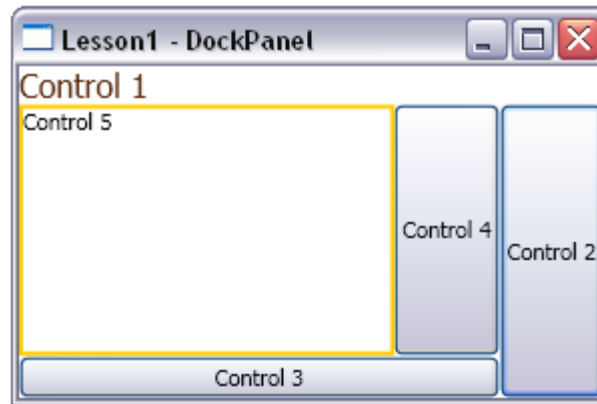 Lesson1 - DockPanel
Control 1
Control 5
Control 4
Control 2
Control 3